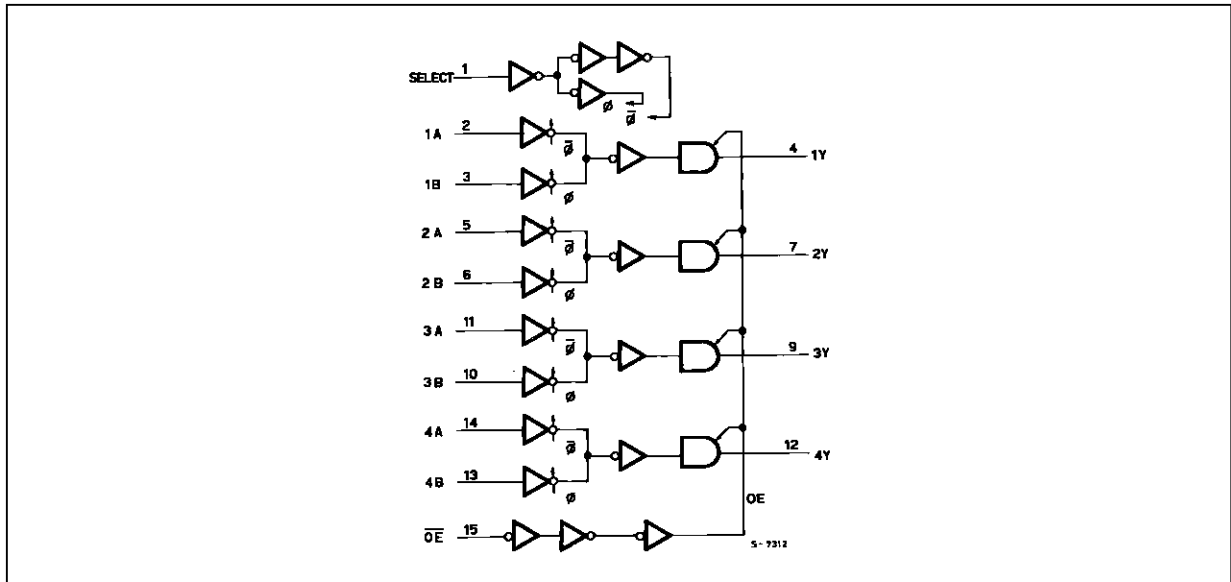 SELECT 1
Ø
Ø̅
1A 2
Ø̅
4 1Y
1B 3
Ø
2A 5
Ø̅
7 2Y
2B 6
Ø
3A 11
Ø̅
9 3Y
3B 10
Ø
4A 14
Ø̅
12 4Y
4B 13
Ø
OE
O̅E̅ 15
S-7312